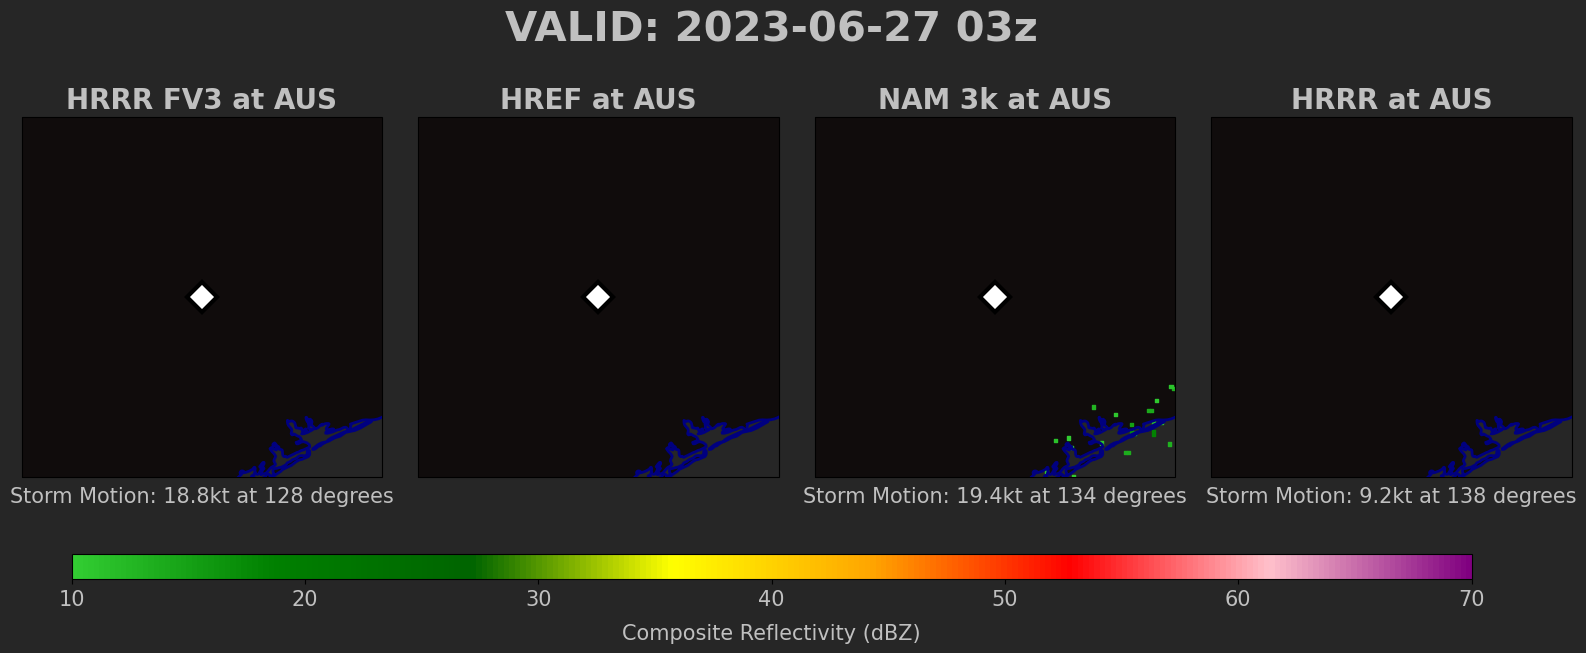 VALID: 2023-06-27 03z
HRRR FV3 at AUS
HREF at AUS
NAM 3k at AUS
HRRR at AUS
Storm Motion: 18.8kt at 128 degrees
Storm Motion: 19.4kt at 134 degrees
Storm Motion: 9.2kt at 138 degrees
10 20 30 40 50 60 70
Composite Reflectivity (dBZ)